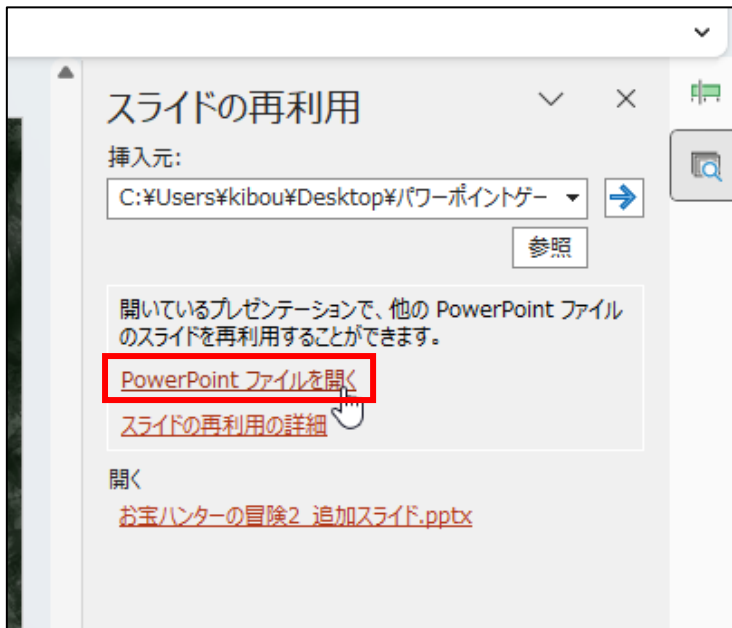 スライドの再利用
挿入元:
C:¥Users¥kibou¥Desktop¥パワーポイントゲー
参照
開いているプレゼンテーションで、他の PowerPoint ファイル
のスライドを再利用することができます。
PowerPoint ファイルを開く
スライドの再利用の詳細
開く
お宝ハンターの冒険2_追加スライド.pptx